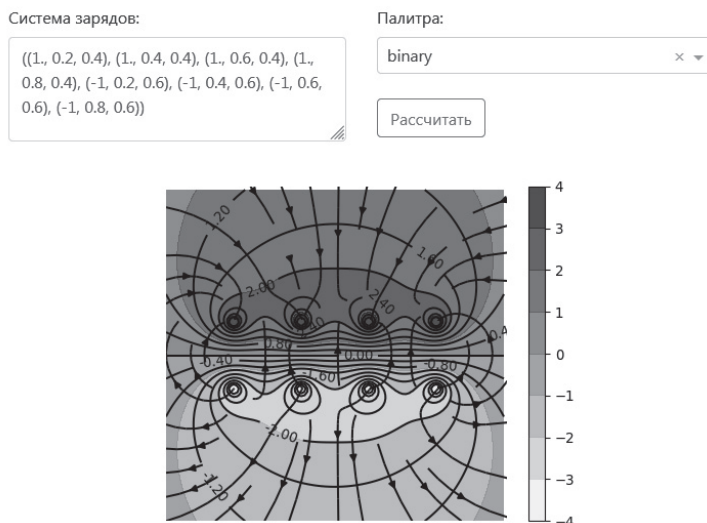 Система зарядов:
Палитра:
((1., 0.2, 0.4), (1., 0.4, 0.4), (1., 0.6, 0.4), (1.,
0.8, 0.4), (-1, 0.2, 0.6), (-1, 0.4, 0.6), (-1, 0.6,
0.6), (-1, 0.8, 0.6))
binary
Рассчитать
1.20
1.60
2.00
2.40
0.80
0.00
-0.40
-0.80
-1.60
-2.00
-1.20
4
3
2
1
0
−1
−2
−3
−4